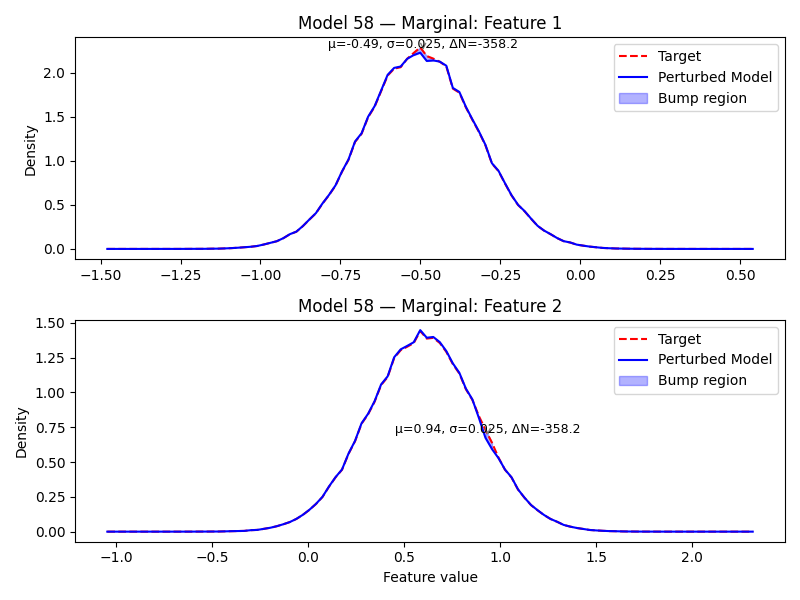 Model 58 — Marginal: Feature 1
μ=-0.49, σ=0.025, ΔN=-358.2
Target
Perturbed Model
Bump region
Density
2.0
1.5
1.0
0.5
0.0
−1.50
−1.25
−1.00
−0.75
−0.50
−0.25
0.00
0.25
0.50
Model 58 — Marginal: Feature 2
Target
Perturbed Model
Bump region
μ=0.94, σ=0.025, ΔN=-358.2
Density
1.50
1.25
1.00
0.75
0.50
0.25
0.00
−1.0
−0.5
0.0
0.5
1.0
1.5
2.0
Feature value